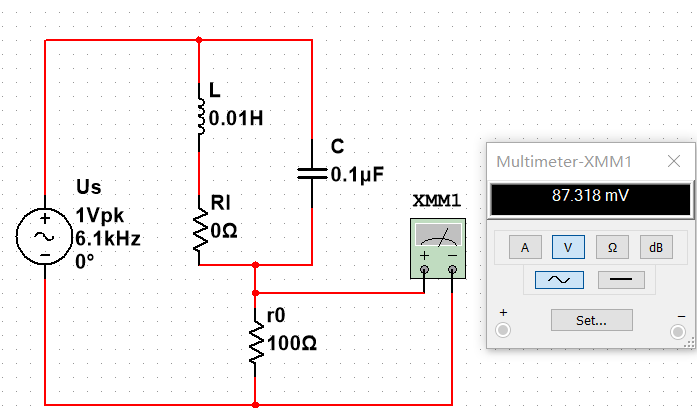 L
0.01H
C
0.1µF
Us
1Vpk
6.1kHz
0°
Rl
0Ω
XMM1
r0
100Ω
Multimeter-XMM1
87.318 mV
A
V
Ω
dB
+
Set...
−